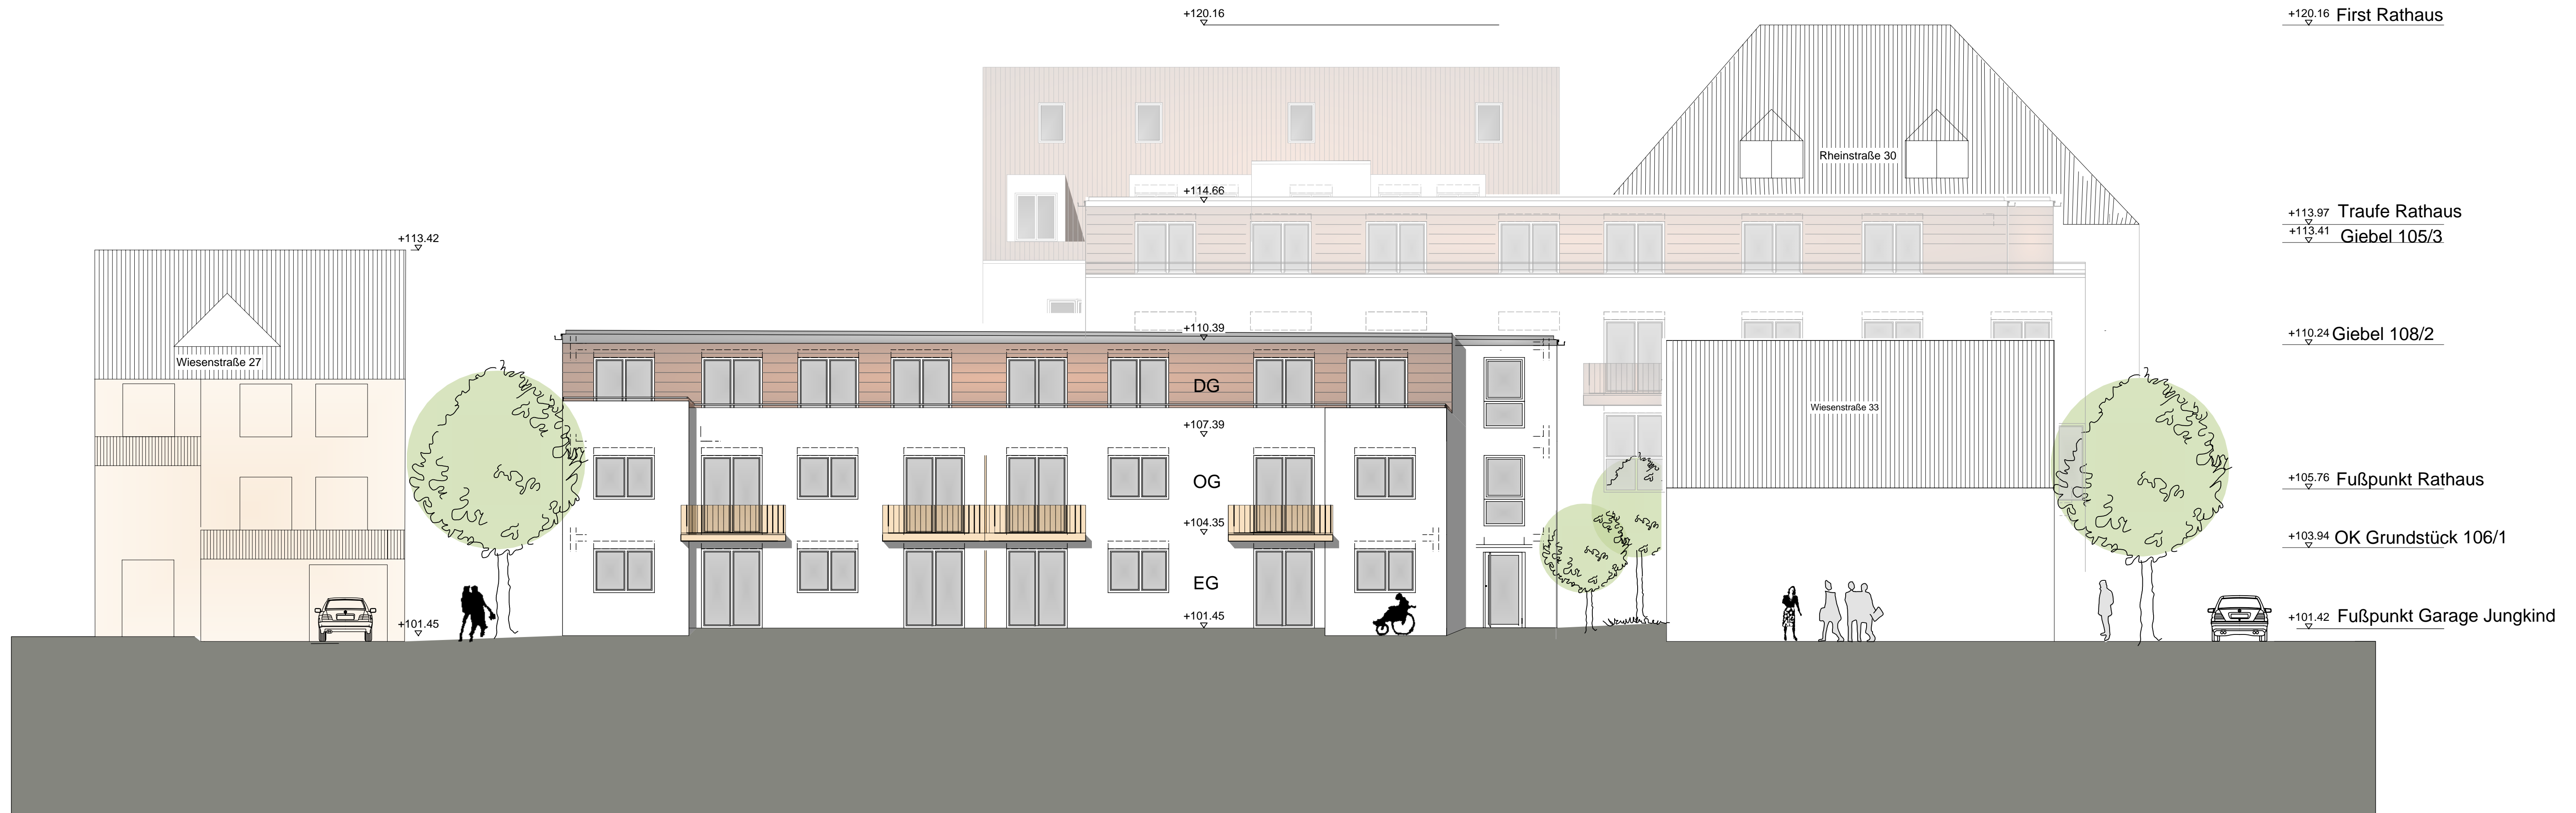 +120.16
+120.16 First Rathaus
Rheinstraße 30
+114.66
+113.97 Traufe Rathaus
+113.42
+113.41 Giebel 105/3
+110.39
+110.24 Giebel 108/2
Wiesenstraße 27
DG
Wiesenstraße 33
+107.39
OG
+105.76 Fußpunkt Rathaus
+104.35
+103.94 OK Grundstück 106/1
EG
+101.45
+101.45
+101.42 Fußpunkt Garage Jungkind